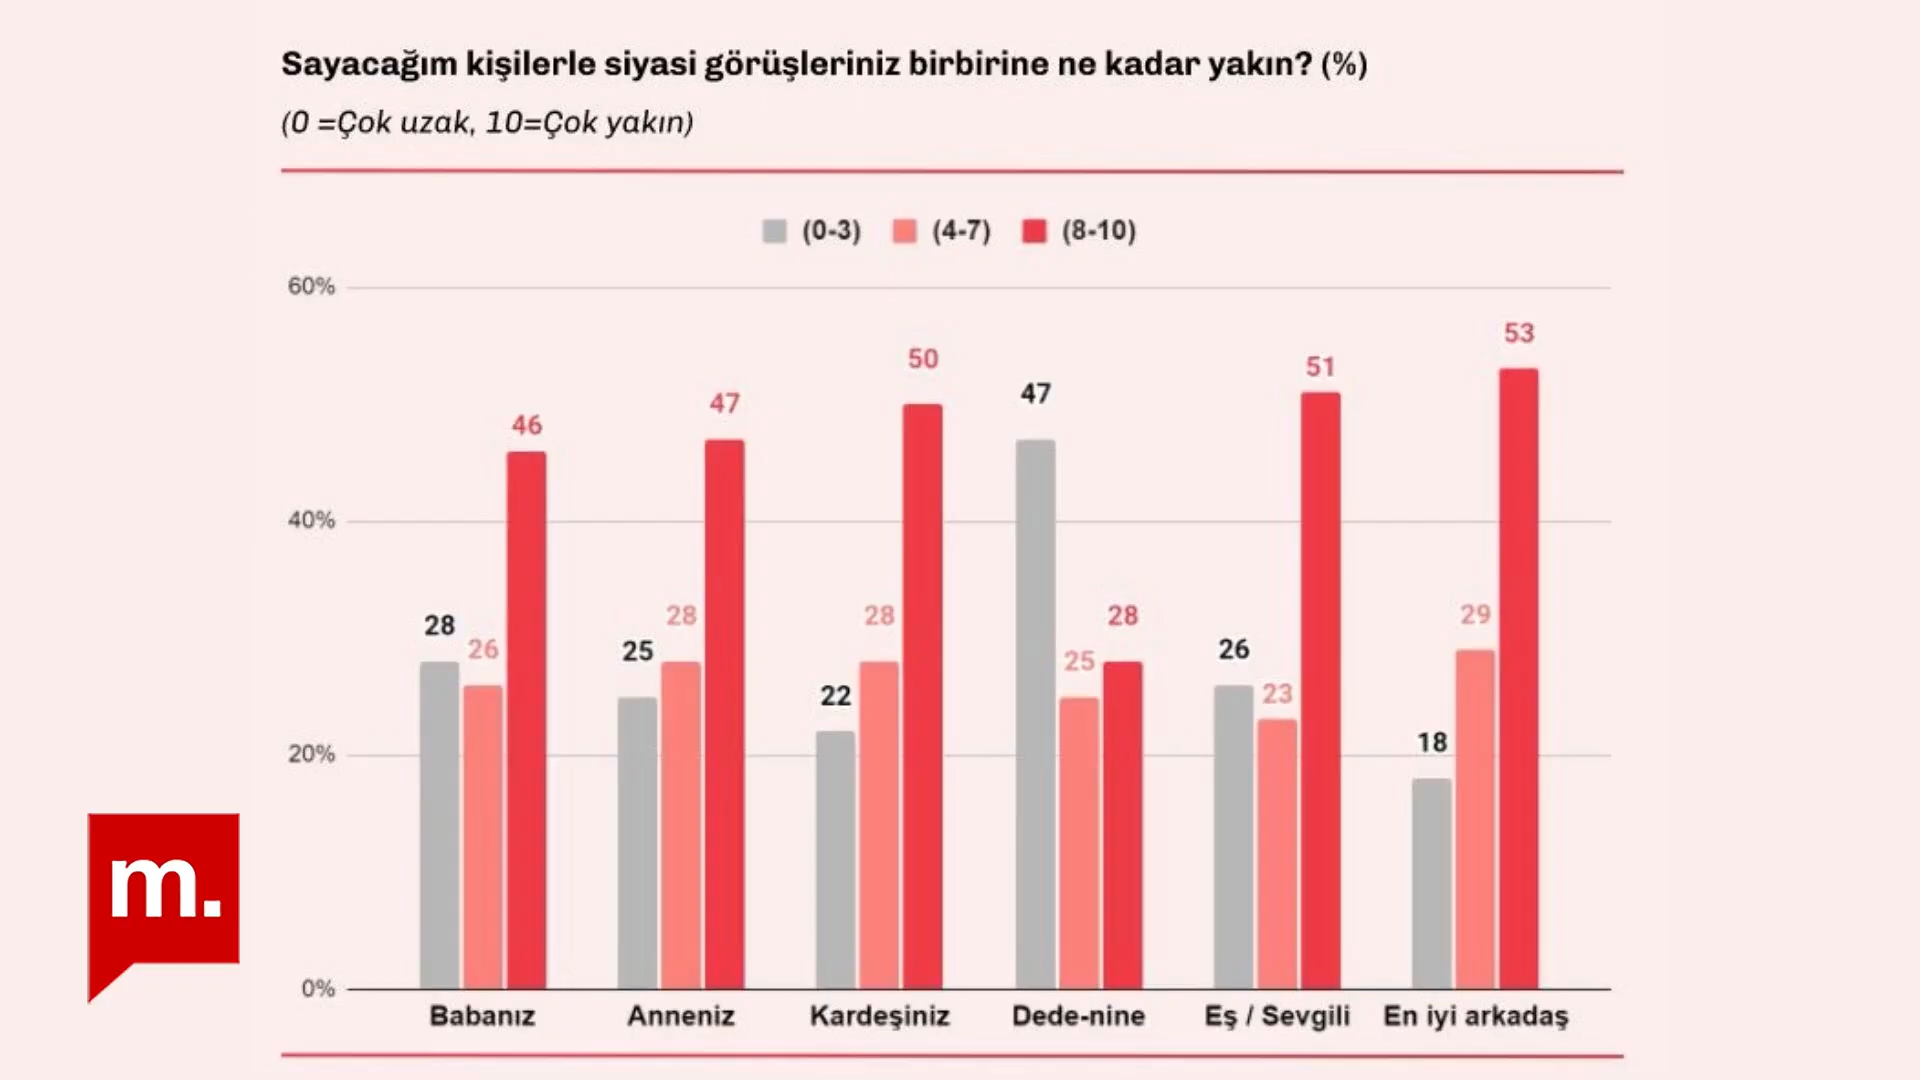 Sayacağım kişilerle siyasi görüşleriniz birbirine ne kadar yakın? (%)
(0 =Çok uzak, 10=Çok yakın)
(0-3) (4-7) (8-10)
60%
40%
20%
0%
28 26 46
25 28 47
22 28 50
47 25 28
26 23 51
18 29 53
Babanız Anneniz Kardeşiniz Dede-nine Eş / Sevgili En iyi arkadaş
m.